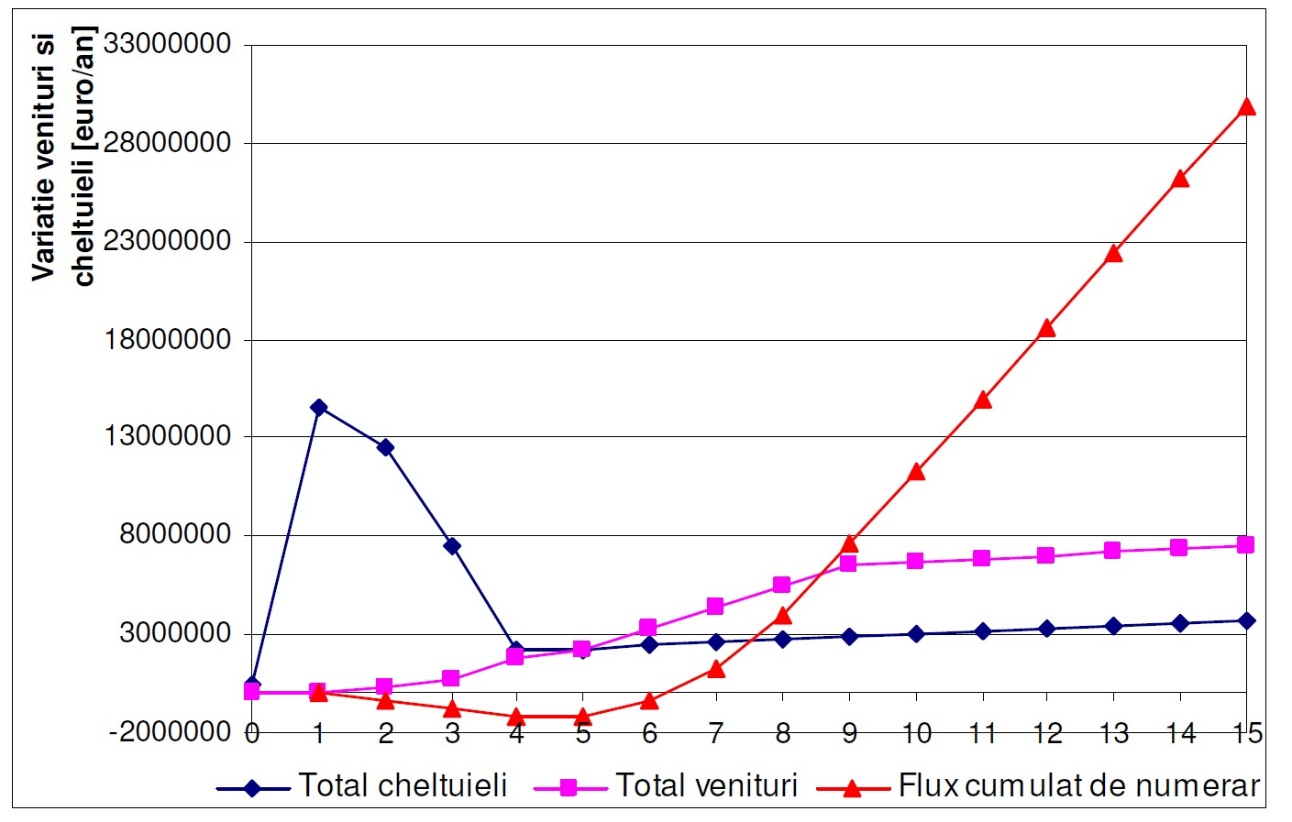 Variatie venituri si
cheltuieli [euro/an]
33000000
28000000
23000000
18000000
13000000
8000000
3000000
-2000000
0 1 2 3 4 5 6 7 8 9 10 11 12 13 14 15
Total cheltuieli Total venituri Flux cumulat de numerar